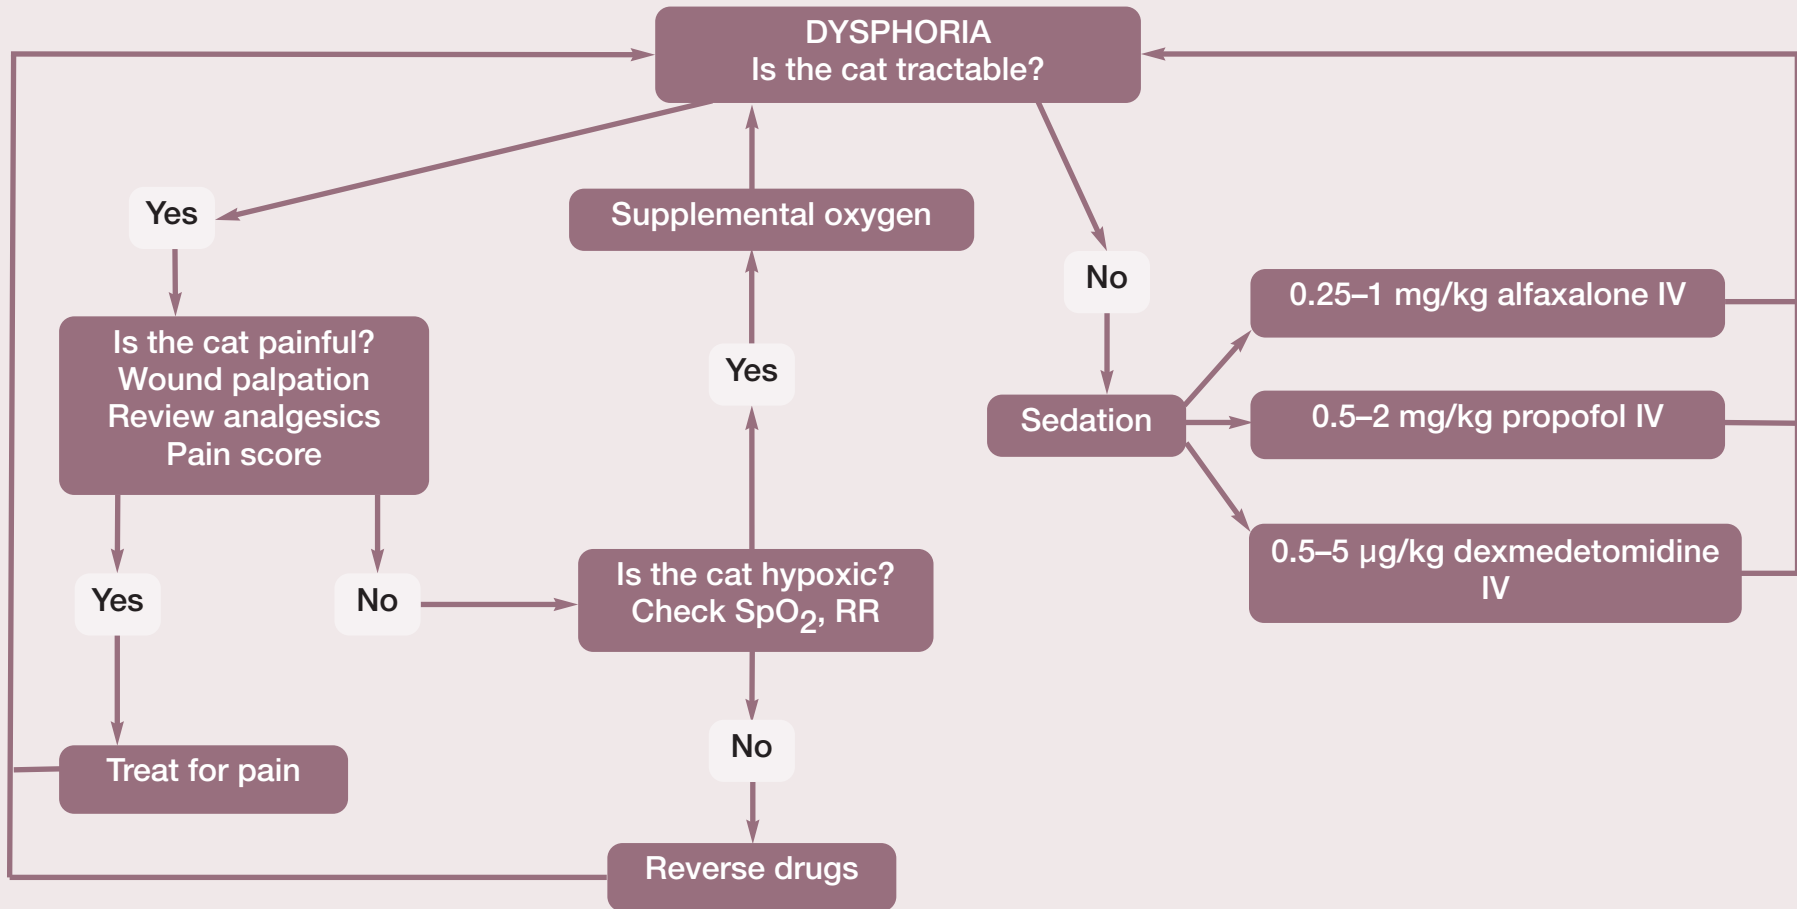 DYSPHORIA
Is the cat tractable?
Yes
Supplemental oxygen
No
0.25–1 mg/kg alfaxalone IV
Is the cat painful?
Wound palpation
Review analgesics
Pain score
Yes
Sedation
0.5–2 mg/kg propofol IV
0.5–5 µg/kg dexmedetomidine
IV
Yes
No
Is the cat hypoxic?
Check SpO₂, RR
Treat for pain
No
Reverse drugs